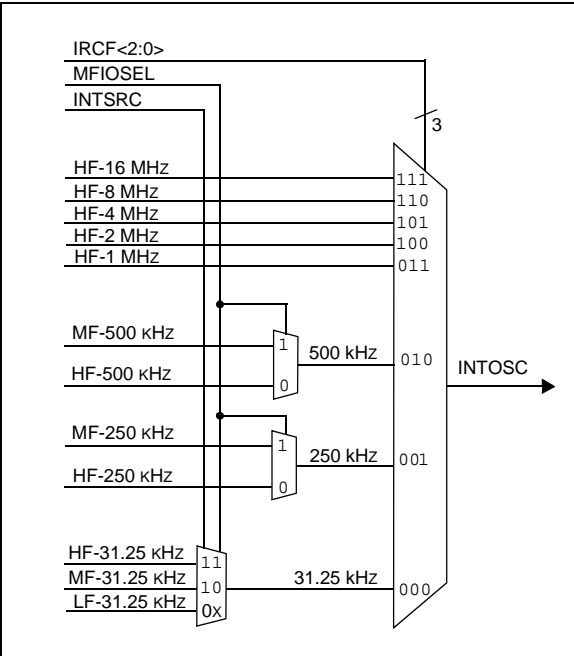 IRCF<2:0>
MFIOSEL
INTSRC
3
HF-16 MHZ
111
HF-8 MHZ
110
HF-4 MHZ
101
HF-2 MHZ
100
HF-1 MHZ
011
MF-500 KHZ
1
500 kHz
010
INTOSC
HF-500 KHZ
0
MF-250 KHZ
1
250 kHz
001
HF-250 KHZ
0
HF-31.25 KHZ
11
MF-31.25 KHZ
10
31.25 kHz
000
LF-31.25 KHZ
0X